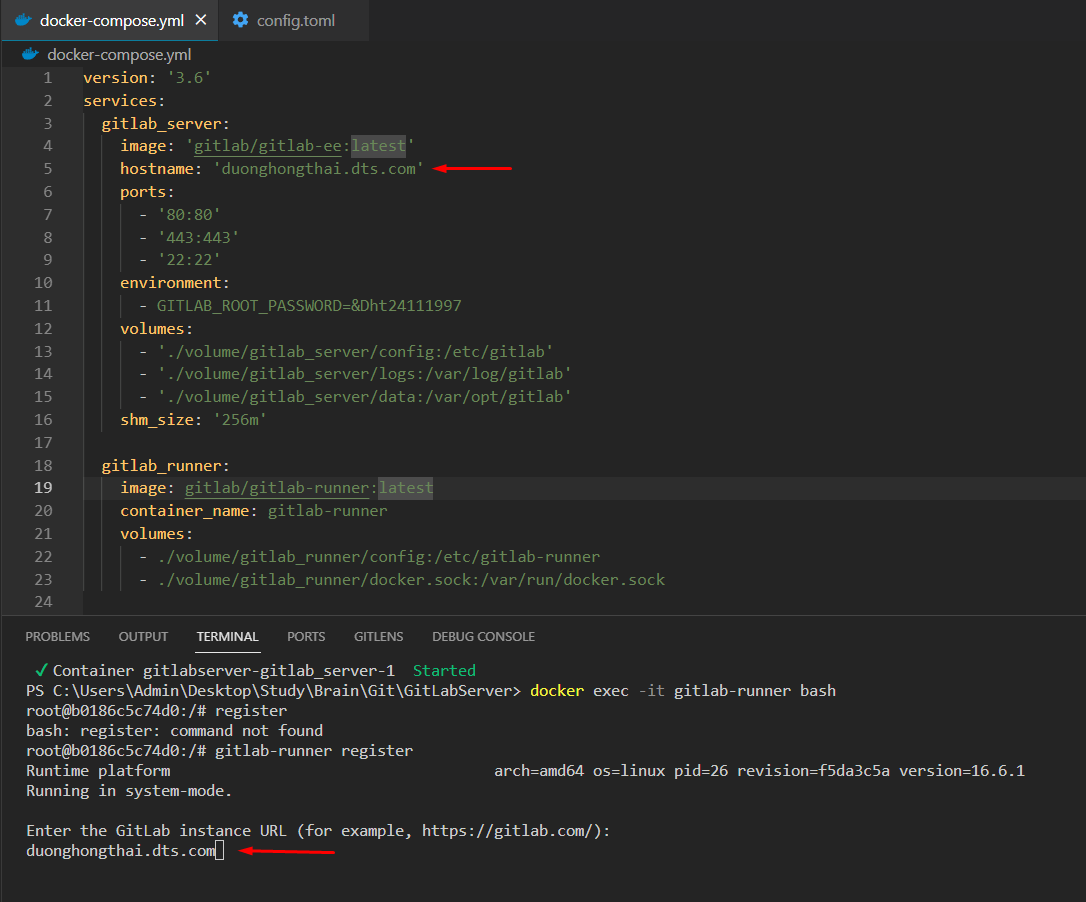 docker-compose.yml ✕ config.toml
docker-compose.yml
1 version: '3.6'
2 services:
3   gitlab_server:
4     image: 'gitlab/gitlab-ee:latest'
5     hostname: 'duonghongthai.dts.com'
6     ports:
7       - '80:80'
8       - '443:443'
9       - '22:22'
10     environment:
11       - GITLAB_ROOT_PASSWORD=&Dht24111997
12     volumes:
13       - './volume/gitlab_server/config:/etc/gitlab'
14       - './volume/gitlab_server/logs:/var/log/gitlab'
15       - './volume/gitlab_server/data:/var/opt/gitlab'
16     shm_size: '256m'
17
18   gitlab_runner:
19     image: gitlab/gitlab-runner:latest
20     container_name: gitlab-runner
21     volumes:
22       - ./volume/gitlab_runner/config:/etc/gitlab-runner
23       - ./volume/gitlab_runner/docker.sock:/var/run/docker.sock
24
PROBLEMS OUTPUT TERMINAL PORTS GITLENS DEBUG CONSOLE
✓ Container gitlabserver-gitlab_server-1 Started
PS C:\Users\Admin\Desktop\Study\Brain\Git\GitLabServer> docker exec -it gitlab-runner bash
root@b0186c5c74d0:/# register
bash: register: command not found
root@b0186c5c74d0:/# gitlab-runner register
Runtime platform arch=amd64 os=linux pid=26 revision=f5da3c5a version=16.6.1
Running in system-mode.
Enter the GitLab instance URL (for example, https://gitlab.com/):
duonghongthai.dts.com